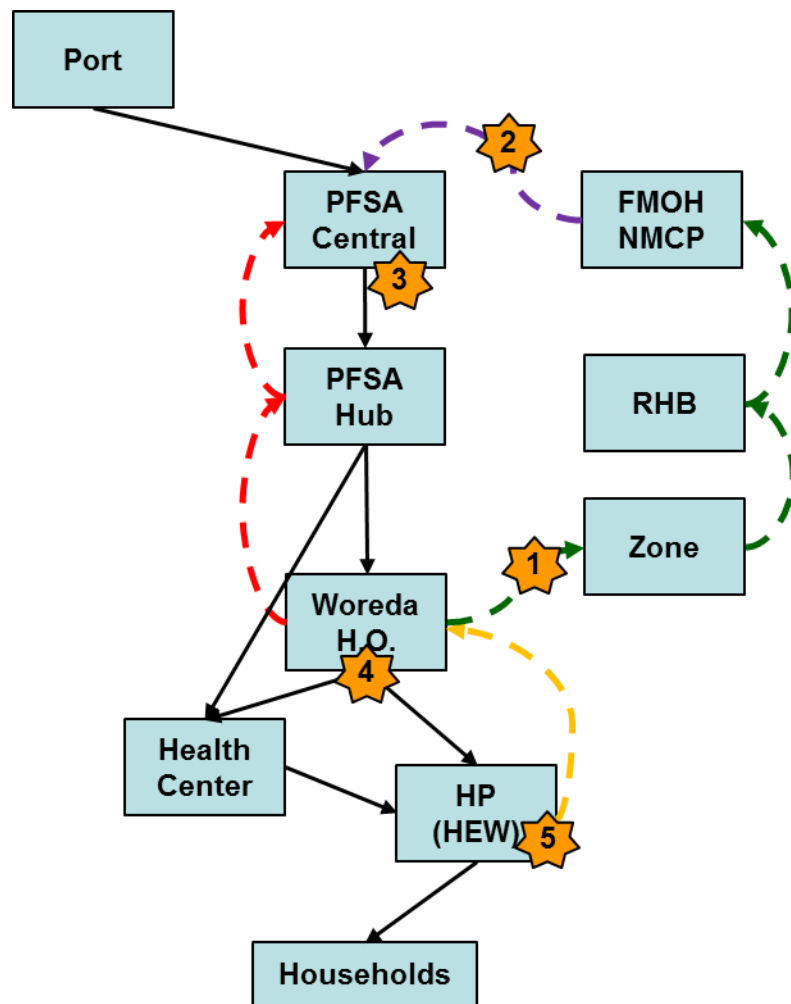 Port
2
PFSA
Central
FMOH
NMCP
3
PFSA
Hub
RHB
1
Zone
Woreda
H.O.
4
Health
Center
HP
(HEW)
5
Households